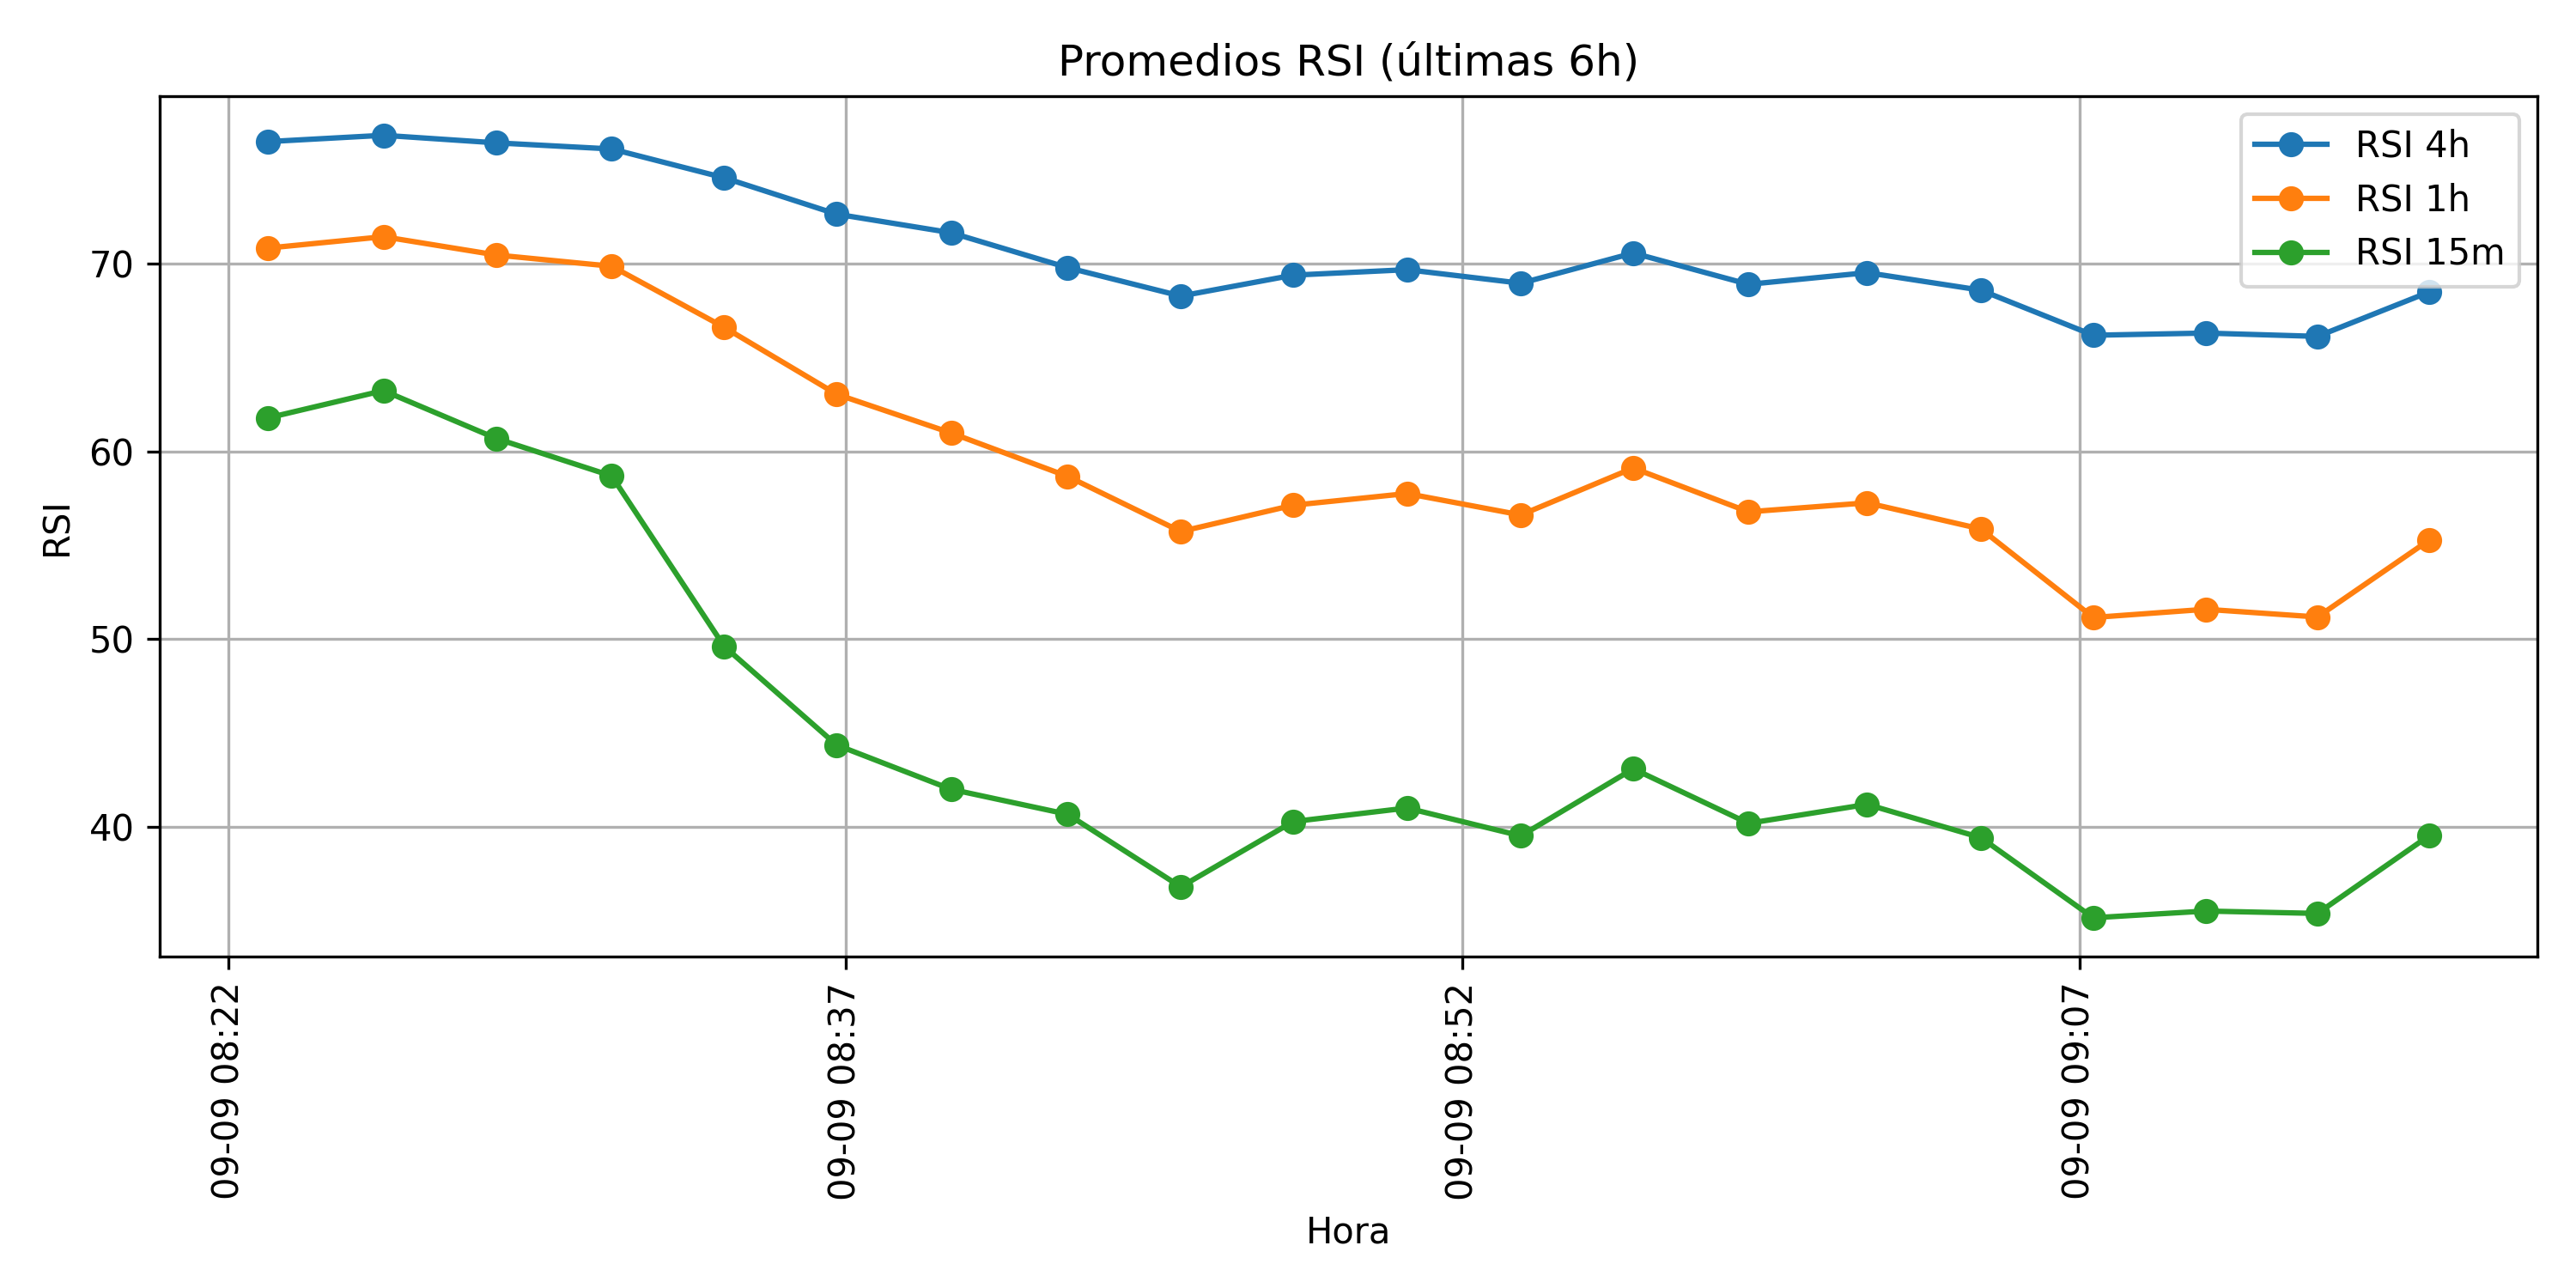 Promedios RSI (últimas 6h)
RSI 4h
RSI 1h
RSI 15m
RSI
70
60
50
40
09-09 08:22
09-09 08:37
09-09 08:52
09-09 09:07
Hora